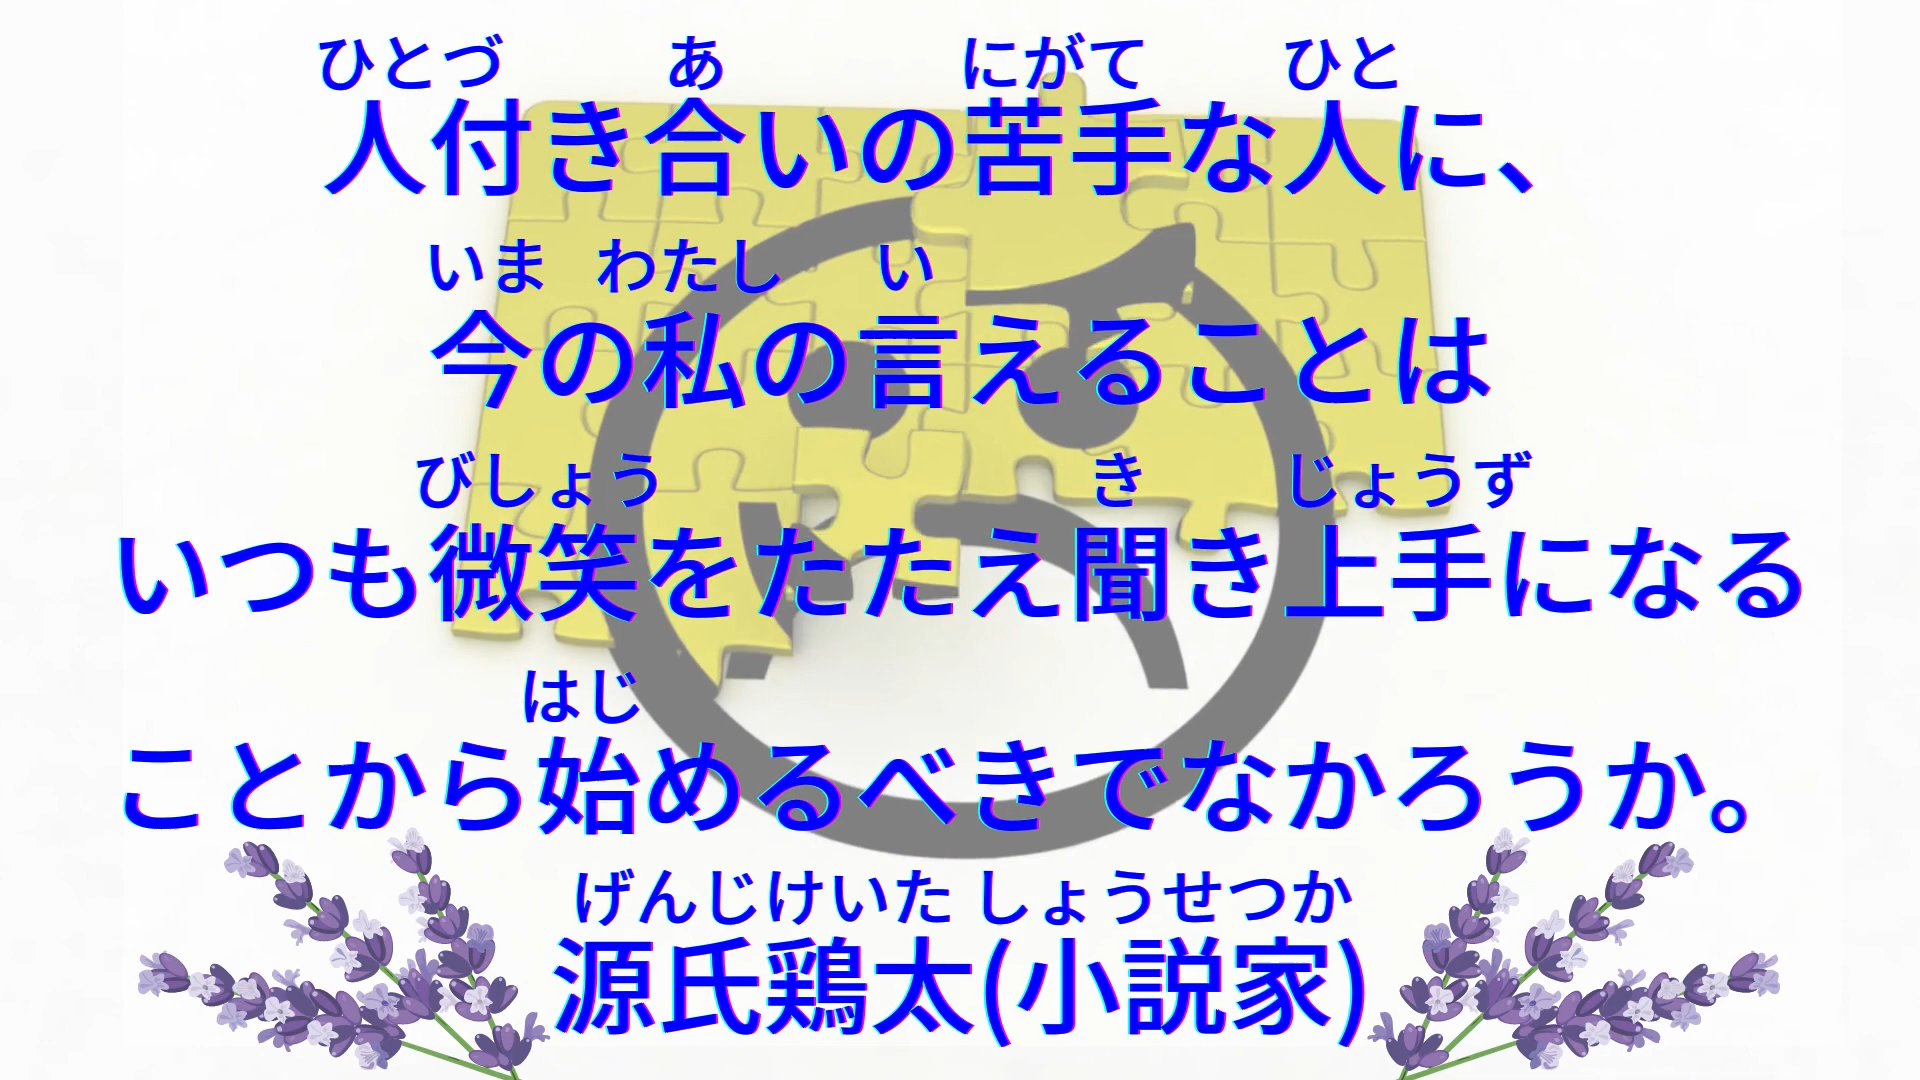 ひとづ あ にがて ひと
人付き合いの苦手な人に、
いま わたし い
今の私の言えることは
びしょう き じょうず
いつも微笑をたたえ聞き上手になる
はじ
ことから始めるべきでなかろうか。
げんじけいた しょうせつか
源氏鶏太(小説家)